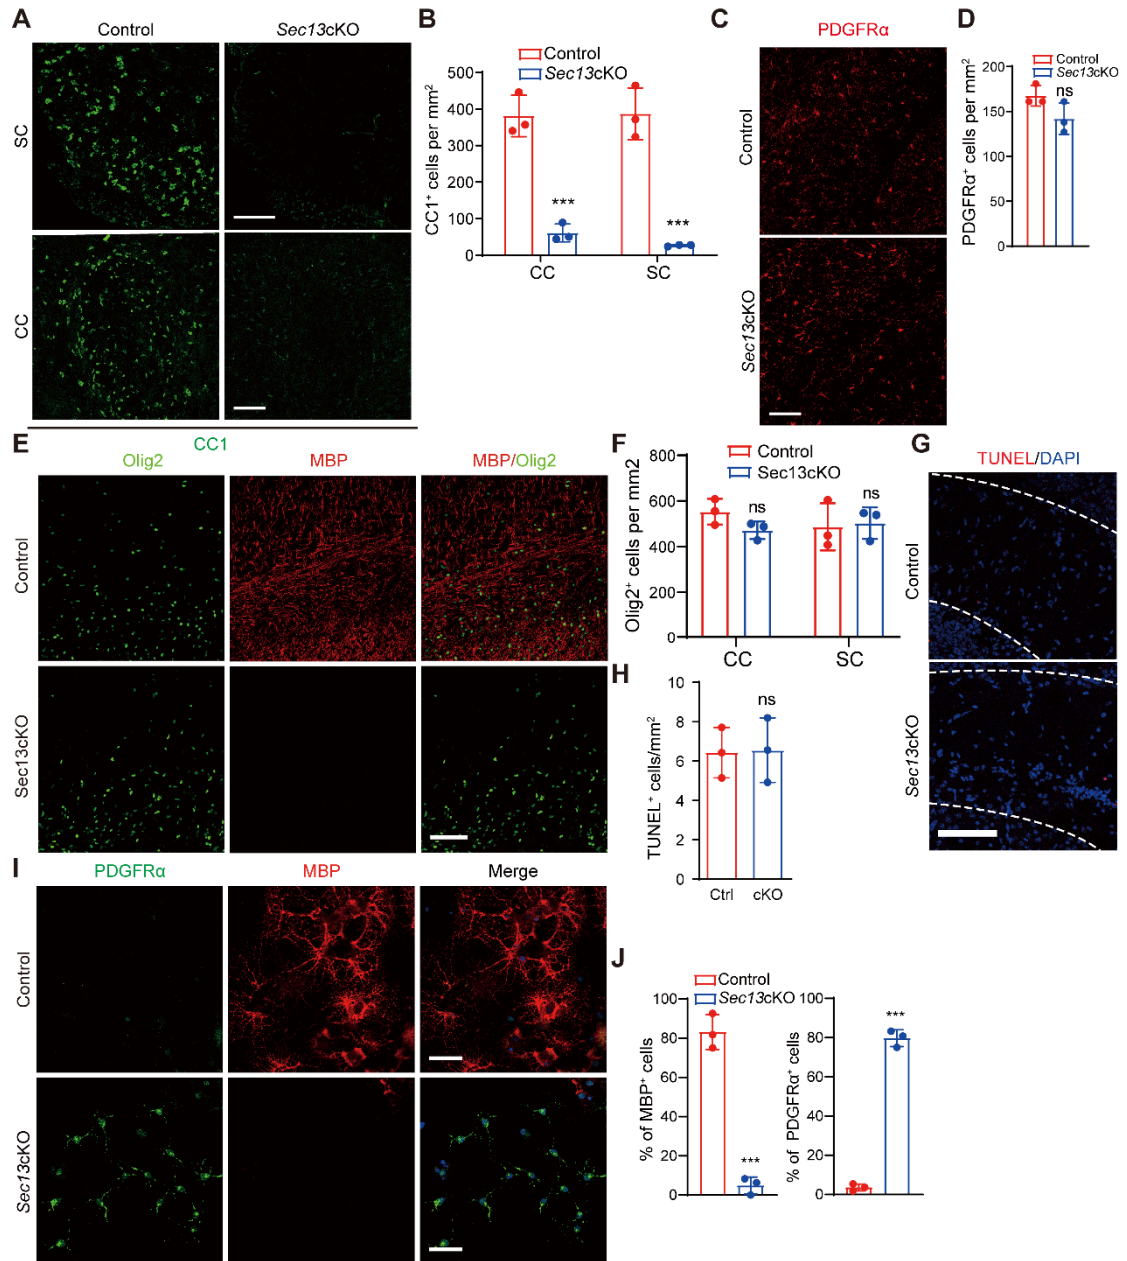 A
Control
Sec13cKO
SC
CC
CC1
B
Control
Sec13cKO
CC1⁺ cells per mm²
500
400
300
200
100
0
***
***
CC
SC
C
PDGFRα
Control
Sec13cKO
D
Control
Sec13cKO
ns
PDGFRα⁺ cells per mm²
200
150
100
50
0
E
Olig2
MBP
MBP/Olig2
Control
Sec13cKO
F
Control
Sec13cKO
Olig2⁺ cells per mm2
800
600
400
200
0
ns
ns
CC
SC
G
TUNEL/DAPI
Control
Sec13cKO
H
TUNEL⁺ cells/mm²
10
8
6
4
2
0
ns
Ctrl
cKO
I
PDGFRα
MBP
Merge
Control
Sec13cKO
J
Control
Sec13cKO
% of MBP⁺ cells
100
80
60
40
20
0
***
% of PDGFRα⁺ cells
100
80
60
40
20
0
***